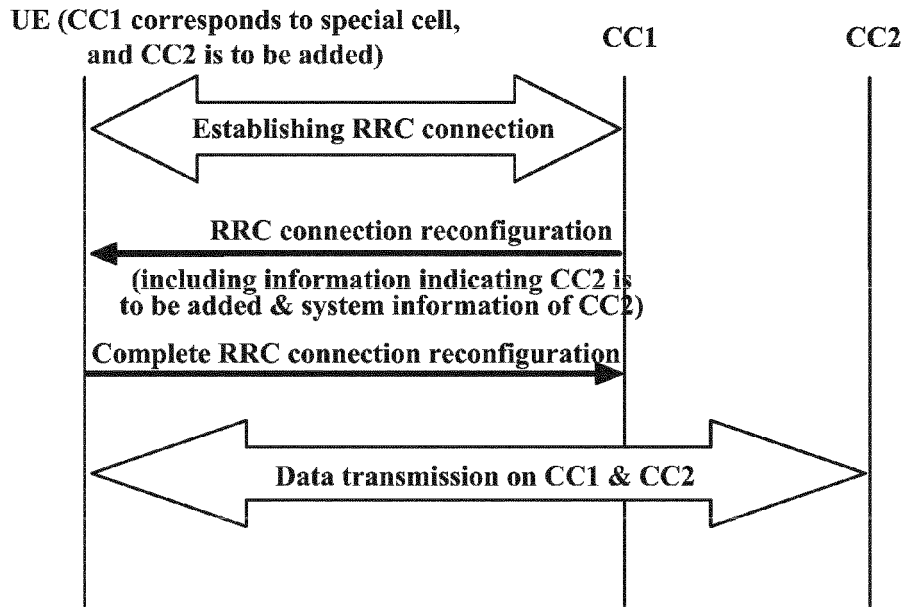 UE (CC1 corresponds to special cell,
and CC2 is to be added)
CC1
CC2
Establishing RRC connection
RRC connection reconfiguration
(including information indicating CC2 is
to be added & system information of CC2)
Complete RRC connection reconfiguration
Data transmission on CC1 & CC2